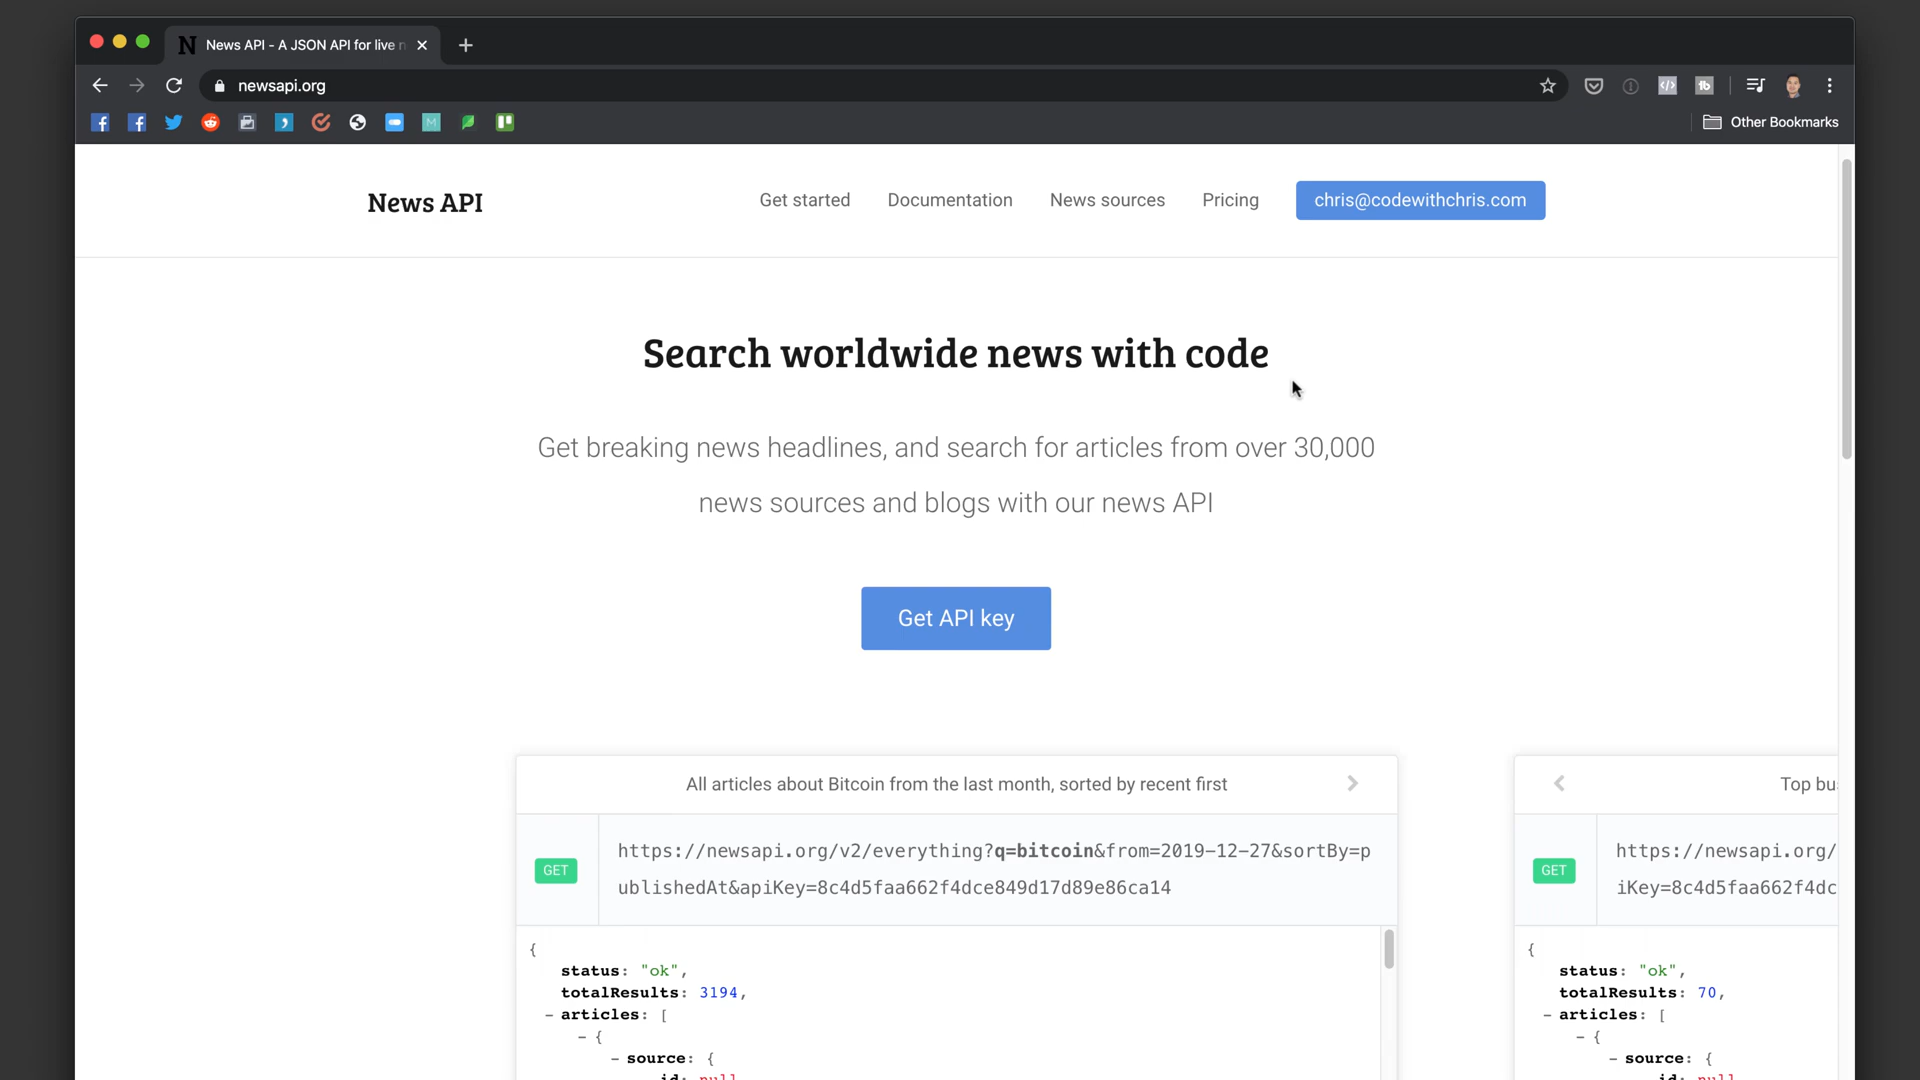 News API - A JSON API for live n
newsapi.org
Other Bookmarks
News API
Get started
Documentation
News sources
Pricing
chris@codewithchris.com
Search worldwide news with code
Get breaking news headlines, and search for articles from over 30,000
news sources and blogs with our news API
Get API key
All articles about Bitcoin from the last month, sorted by recent first
GET
https://newsapi.org/v2/everything?q=bitcoin&from=2019-12-27&sortBy=p
ublishedAt&apiKey=8c4d5faa662f4dce849d17d89e86ca14
{
status: "ok",
totalResults: 3194,
- articles: [
- {
- source: {
id: null
Top bu
GET
https://newsapi.org/
iKey=8c4d5faa662f4dc
{
status: "ok",
totalResults: 70,
- articles: [
- {
- source: {
id: null